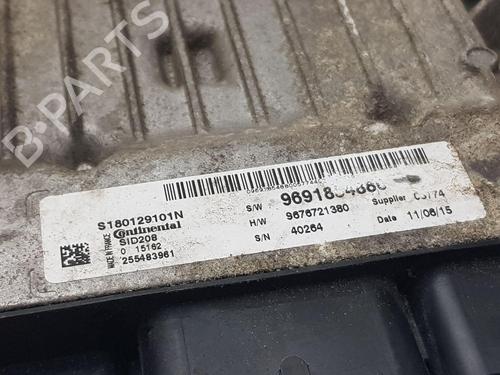 B-PARTS
S180129101N
Continental
SID208
0 15162
255483961
MADE IN FRANCE
S/W
H/W 9676721380
S/N 40264
Supplier
Date 11/06/15